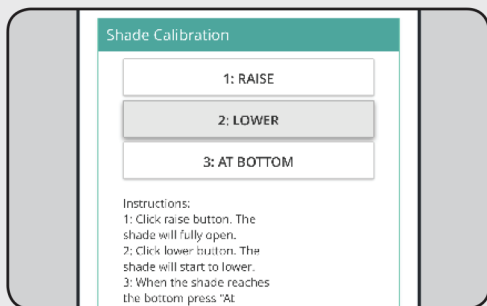 Shade Calibration
1: RAISE
2: LOWER
3: AT BOTTOM
Instructions:
1: Click raise button. The
shade will fully open.
2: Click lower button. The
shade will start to lower.
3: When the shade reaches
the bottom press "At